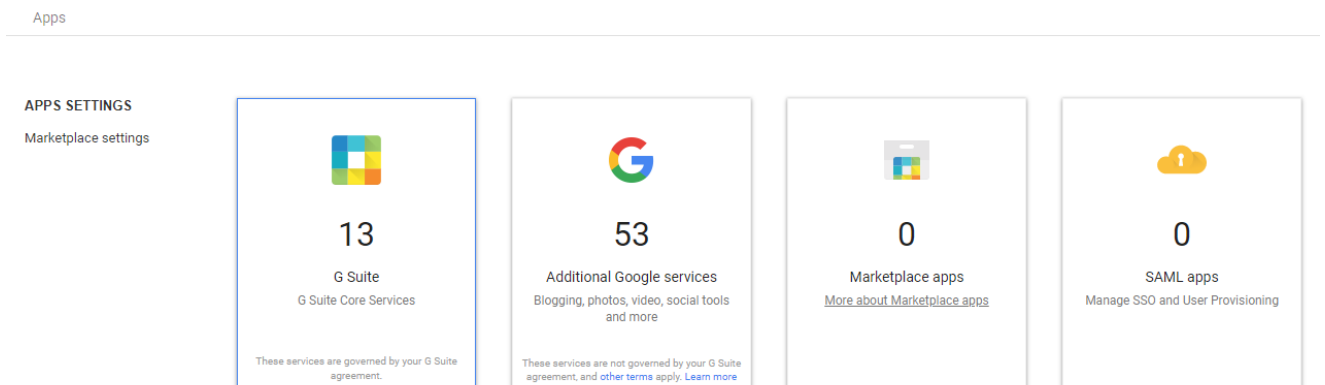 Apps
APPS SETTINGS
Marketplace settings
13
G Suite
G Suite Core Services
These services are governed by your G Suite
agreement.
53
Additional Google services
Blogging, photos, video, social tools
and more
These services are not governed by your G Suite
agreement, and other terms apply. Learn more
0
Marketplace apps
More about Marketplace apps
0
SAML apps
Manage SSO and User Provisioning